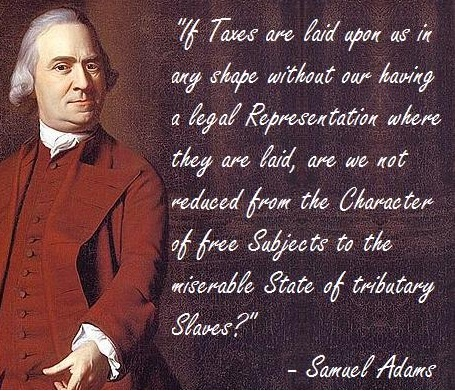 "If Taxes are laid upon us in
any shape without our having
a legal Representation where
they are laid, are we not
reduced from the Character
of free Subjects to the
miserable State of tributary
Slaves?"
- Samuel Adams